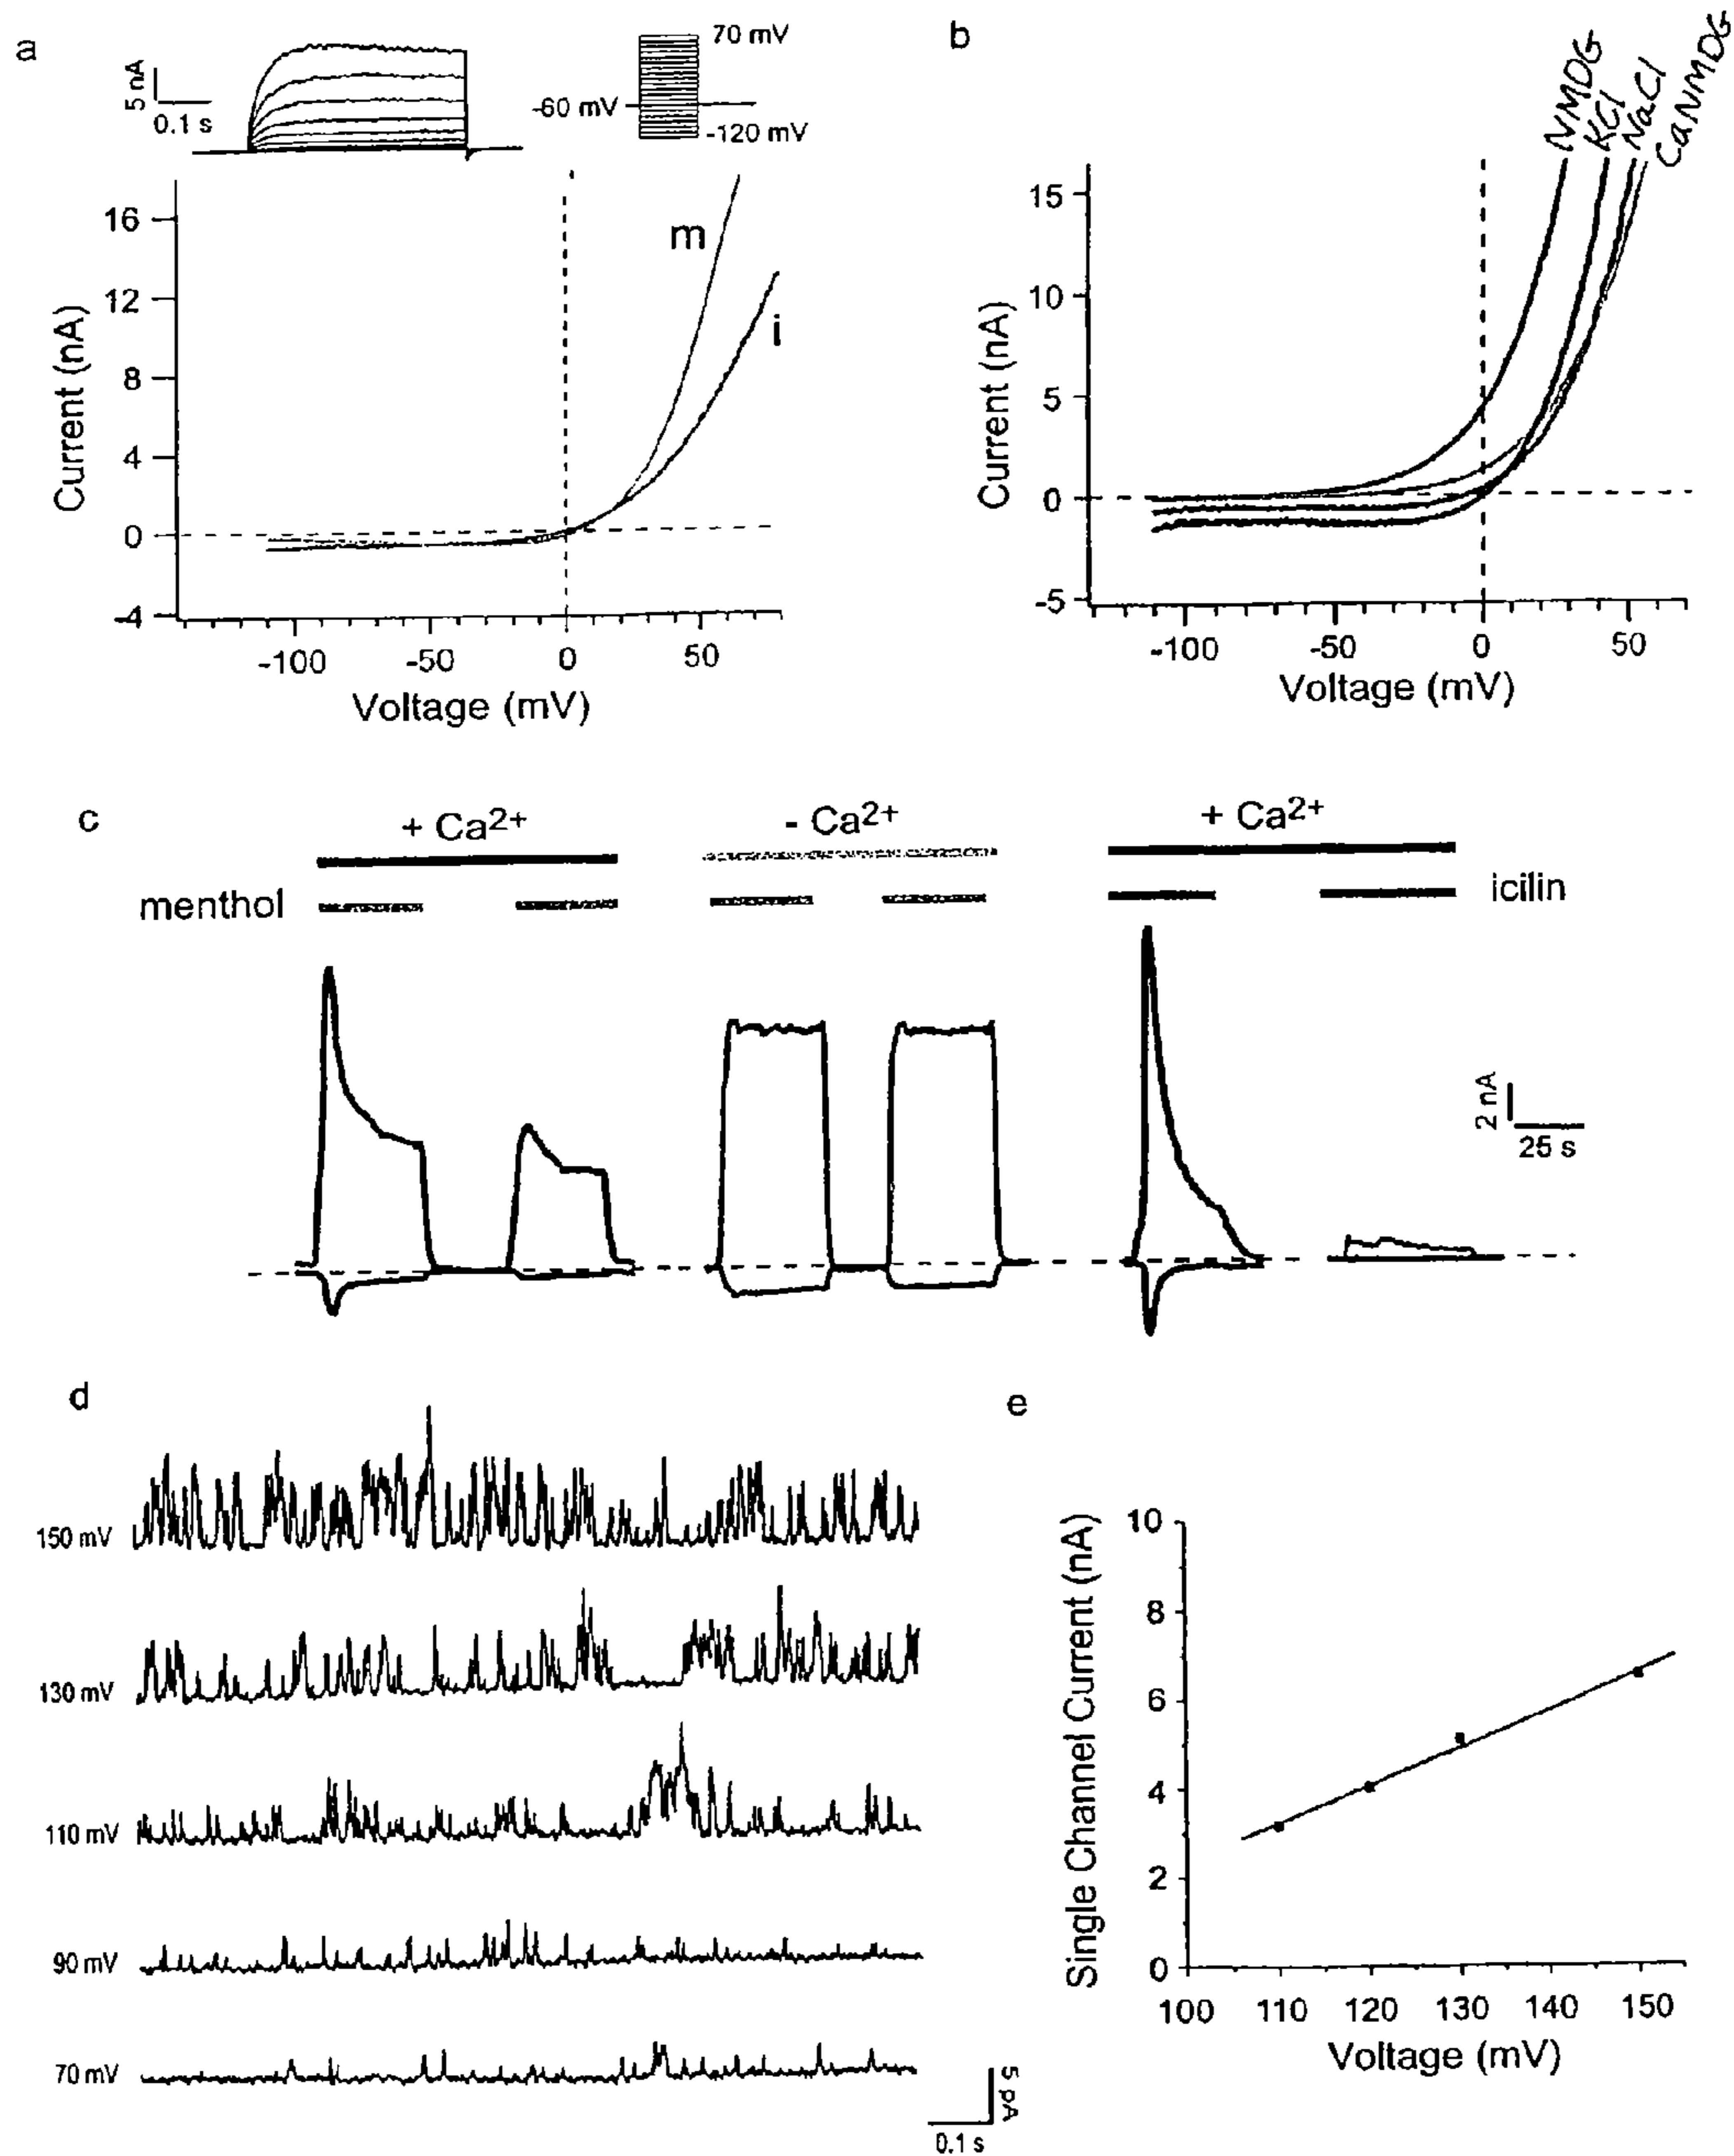 a
5 nA
0.1 s
70 mV
-60 mV
-120 mV
16
12
8
4
0
-4
Current (nA)
m
i
-100 -50 0 50
Voltage (mV)
b
NMDG
KCl
NaCl
CaNMDG
15
10
5
0
-5
Current (nA)
-100 -50 0 50
Voltage (mV)
c
+ Ca2+ - Ca2+ + Ca2+
menthol icilin
2 nA
25 s
d
150 mV
130 mV
110 mV
90 mV
70 mV
5 pA
0.1 s
e
10
8
6
4
2
0
Single Channel Current (nA)
100 110 120 130 140 150
Voltage (mV)